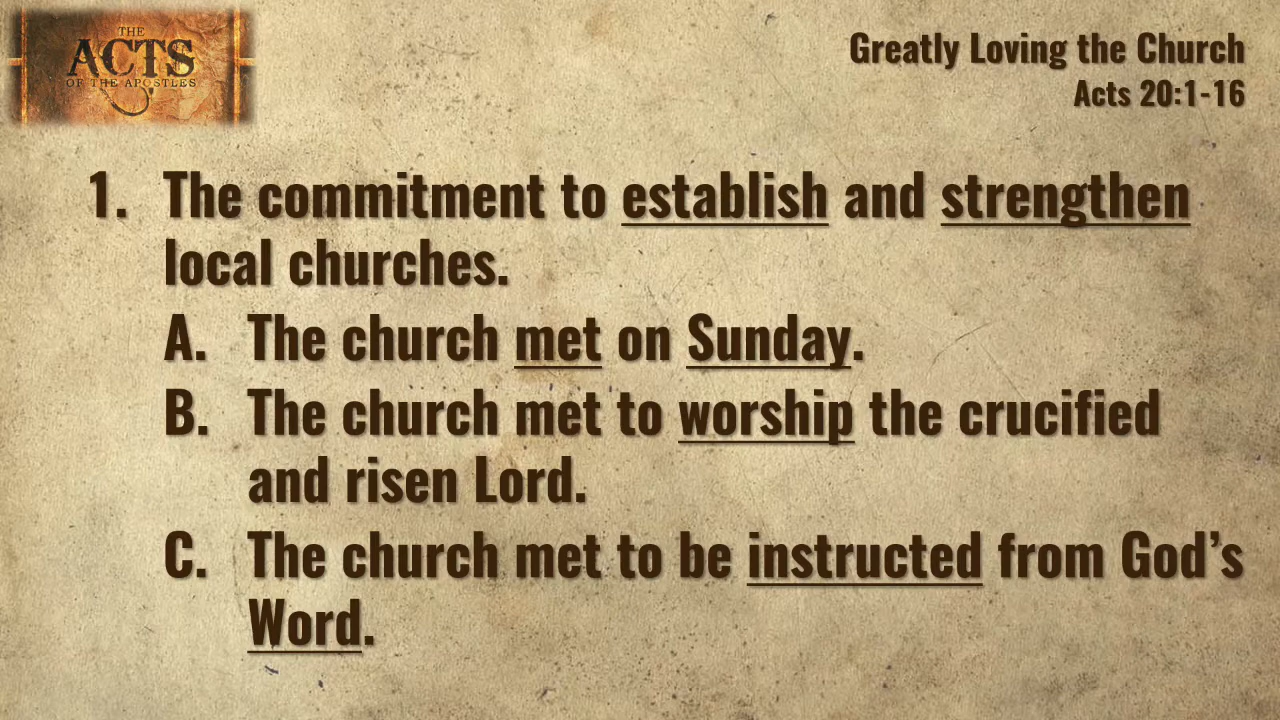 THE
ACTS
OF THE APOSTLES
Greatly Loving the Church
Acts 20:1-16
1. The commitment to establish and strengthen
local churches.
A. The church met on Sunday.
B. The church met to worship the crucified
and risen Lord.
C. The church met to be instructed from God’s
Word.